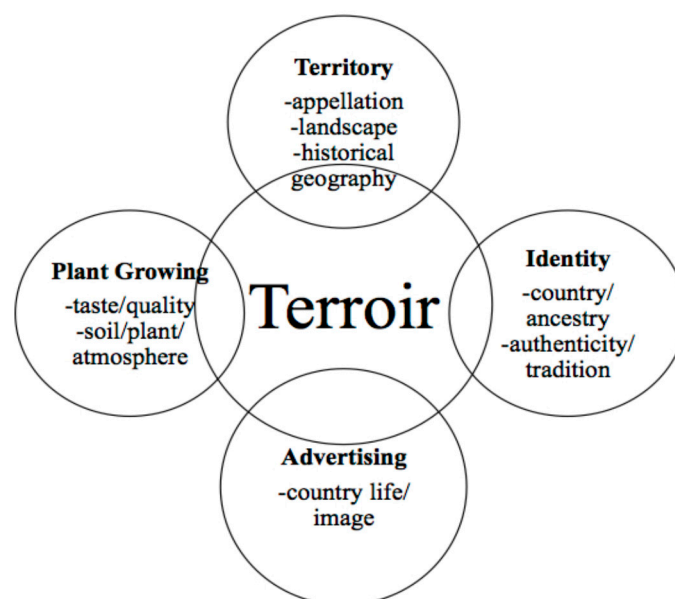 Territory
-appellation
-landscape
-historical
geography
Plant Growing
-taste/quality
-soil/plant/
atmosphere
Terroir
Identity
-country/
ancestry
-authenticity/
tradition
Advertising
-country life/
image